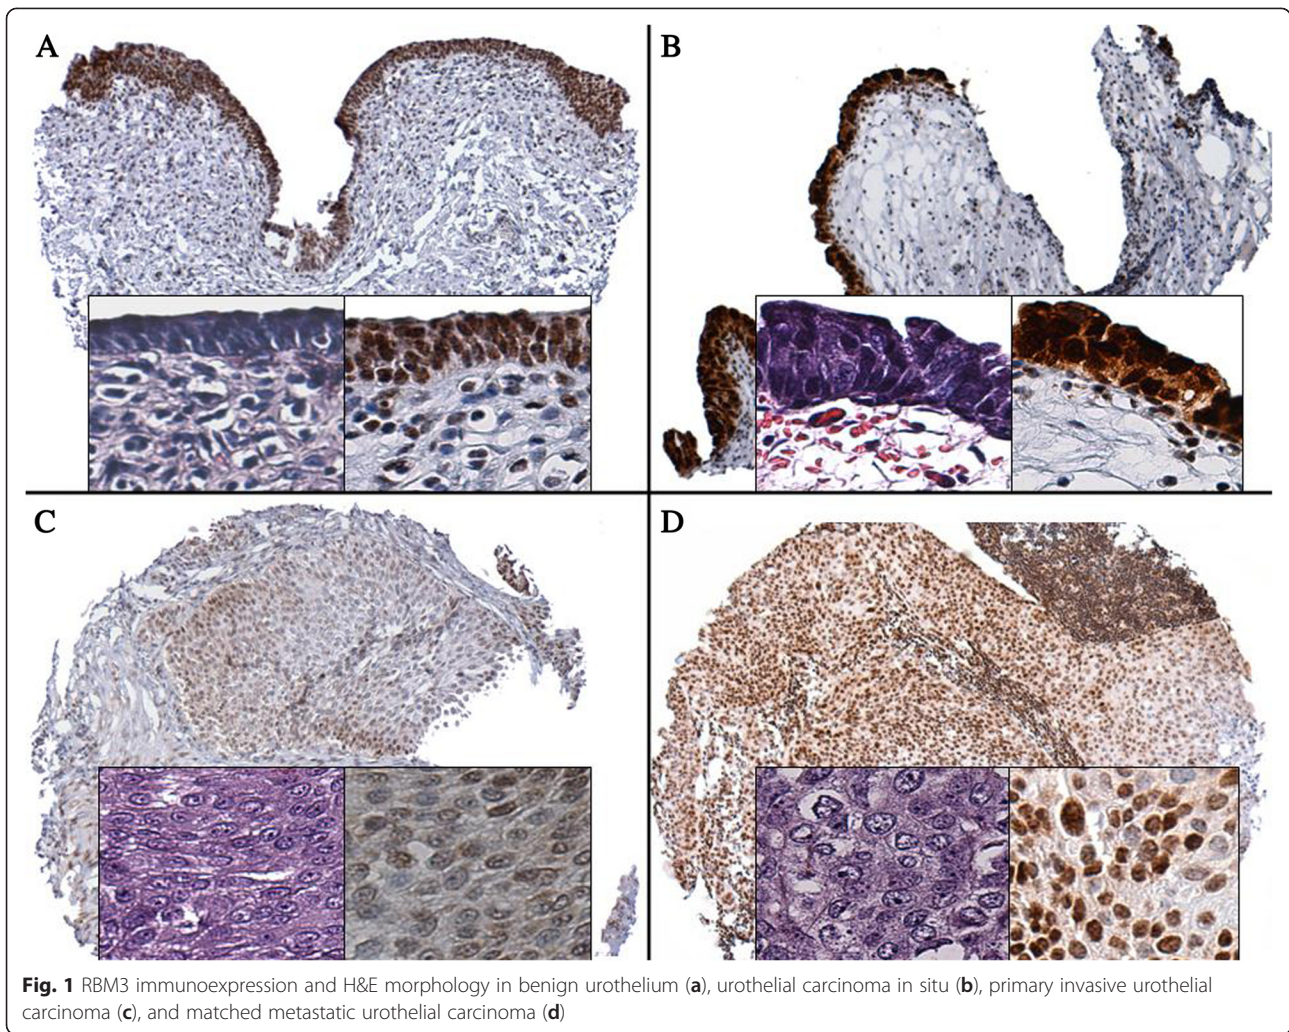 A
B
C
D
Fig. 1 RBM3 immunoexpression and H&E morphology in benign urothelium (a), urothelial carcinoma in situ (b), primary invasive urothelial
carcinoma (c), and matched metastatic urothelial carcinoma (d)